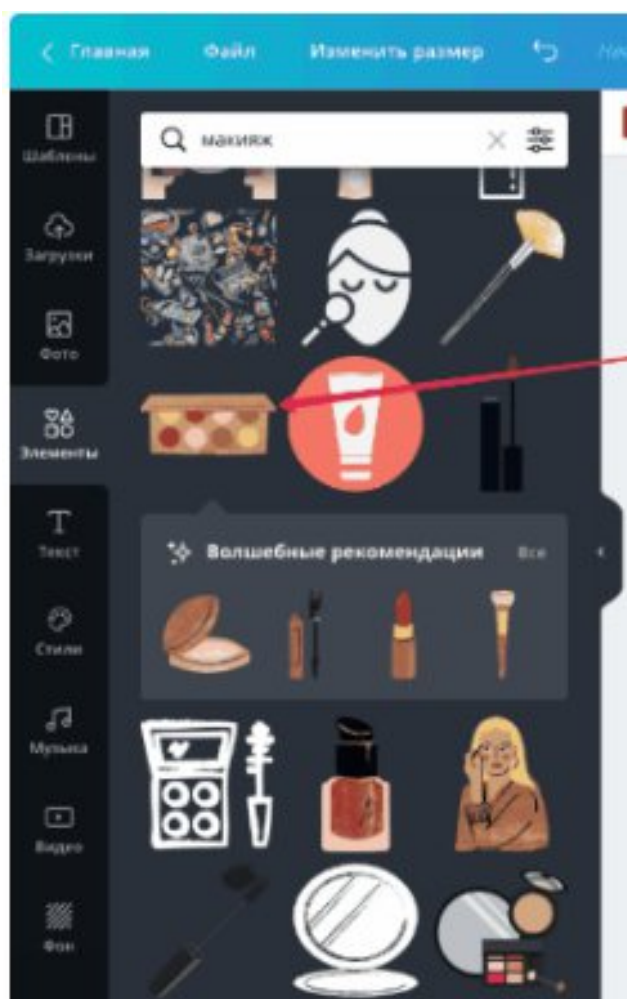 Главная Файл Изменить размер
макияж
Шаблоны
Загрузки
Фото
Элементы
Текст
Волшебные рекомендации Все
Стили
Музыка
Видео
Фон